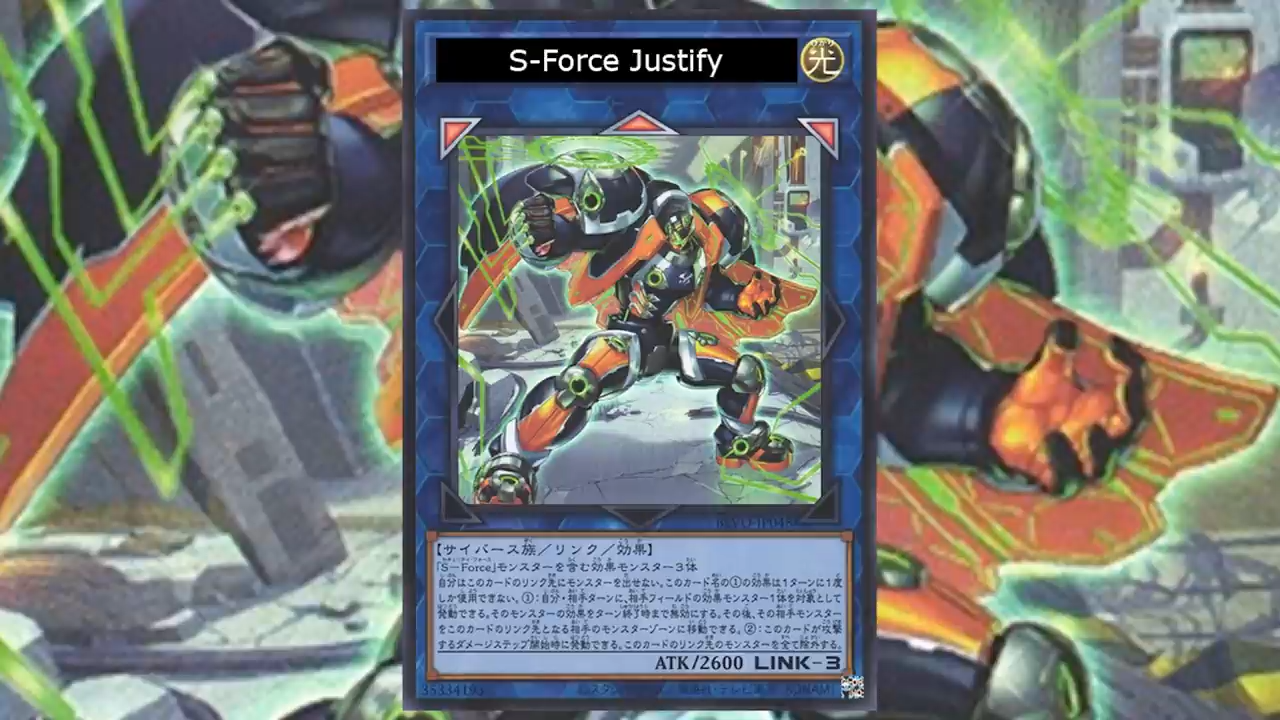 S-Force Justify
光
【サイバース族／リンク／効果】
「S－Force」モンスターを含む効果モンスター３体
自分はこのカードのリンク先にモンスターを出せない。このカード名の①の効果は１ターンに１度
しか使用できない。①：自分・相手ターンに、相手フィールドの効果モンスター１体を対象として
発動できる。そのモンスターの効果をターン終了時まで無効にする。その後、その相手モンスター
をこのカードのリンク先となる相手のモンスターゾーンに移動できる。②：このカードが攻撃
するダメージステップ開始時に発動できる。このカードのリンク先のモンスターを全て除外する。
ATK/2600 LINK-3